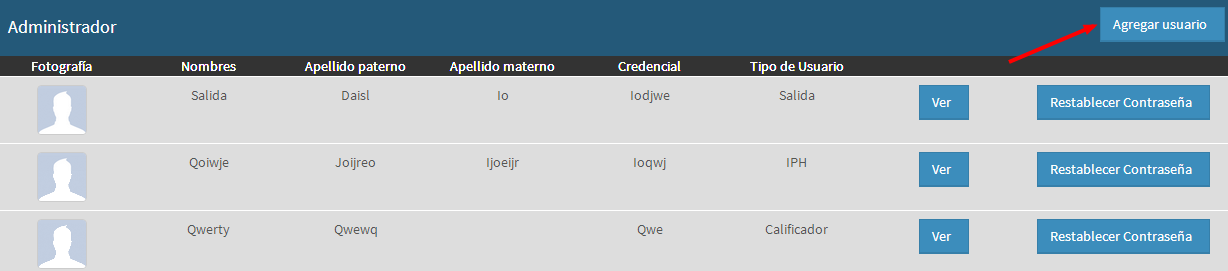 Administrador
Agregar usuario
Fotografía Nombres Apellido paterno Apellido materno Credencial Tipo de Usuario
Salida Daisl Io Iodjwe Salida Ver Restablecer Contraseña
Qoiwje Joijreo Ijoeijr Ioqwj IPH Ver Restablecer Contraseña
Qwerty Qwewq Qwe Calificador Ver Restablecer Contraseña